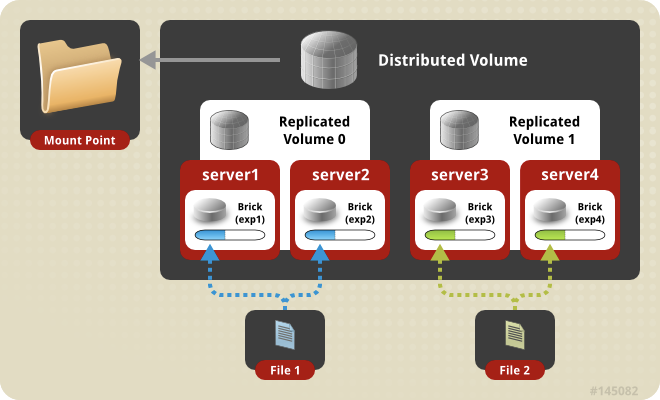 Mount Point
Distributed Volume
Replicated
Volume 0
Replicated
Volume 1
server1
server2
server3
server4
Brick
(exp1)
Brick
(exp2)
Brick
(exp3)
Brick
(exp4)
File 1
File 2
#145082